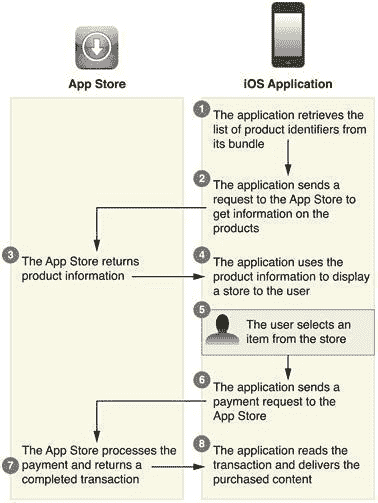 App Store
iOS Application
1
The application retrieves the
list of product identifiers from
its bundle
2
The application sends a
request to the App Store to
get information on the
products
3
The App Store returns
product information
4
The application uses the
product information to display
a store to the user
5
The user selects an
item from the store
6
The application sends a
payment request to the
App Store
7
The App Store processes the
payment and returns a
completed transaction
8
The application reads the
transaction and delivers the
purchased content